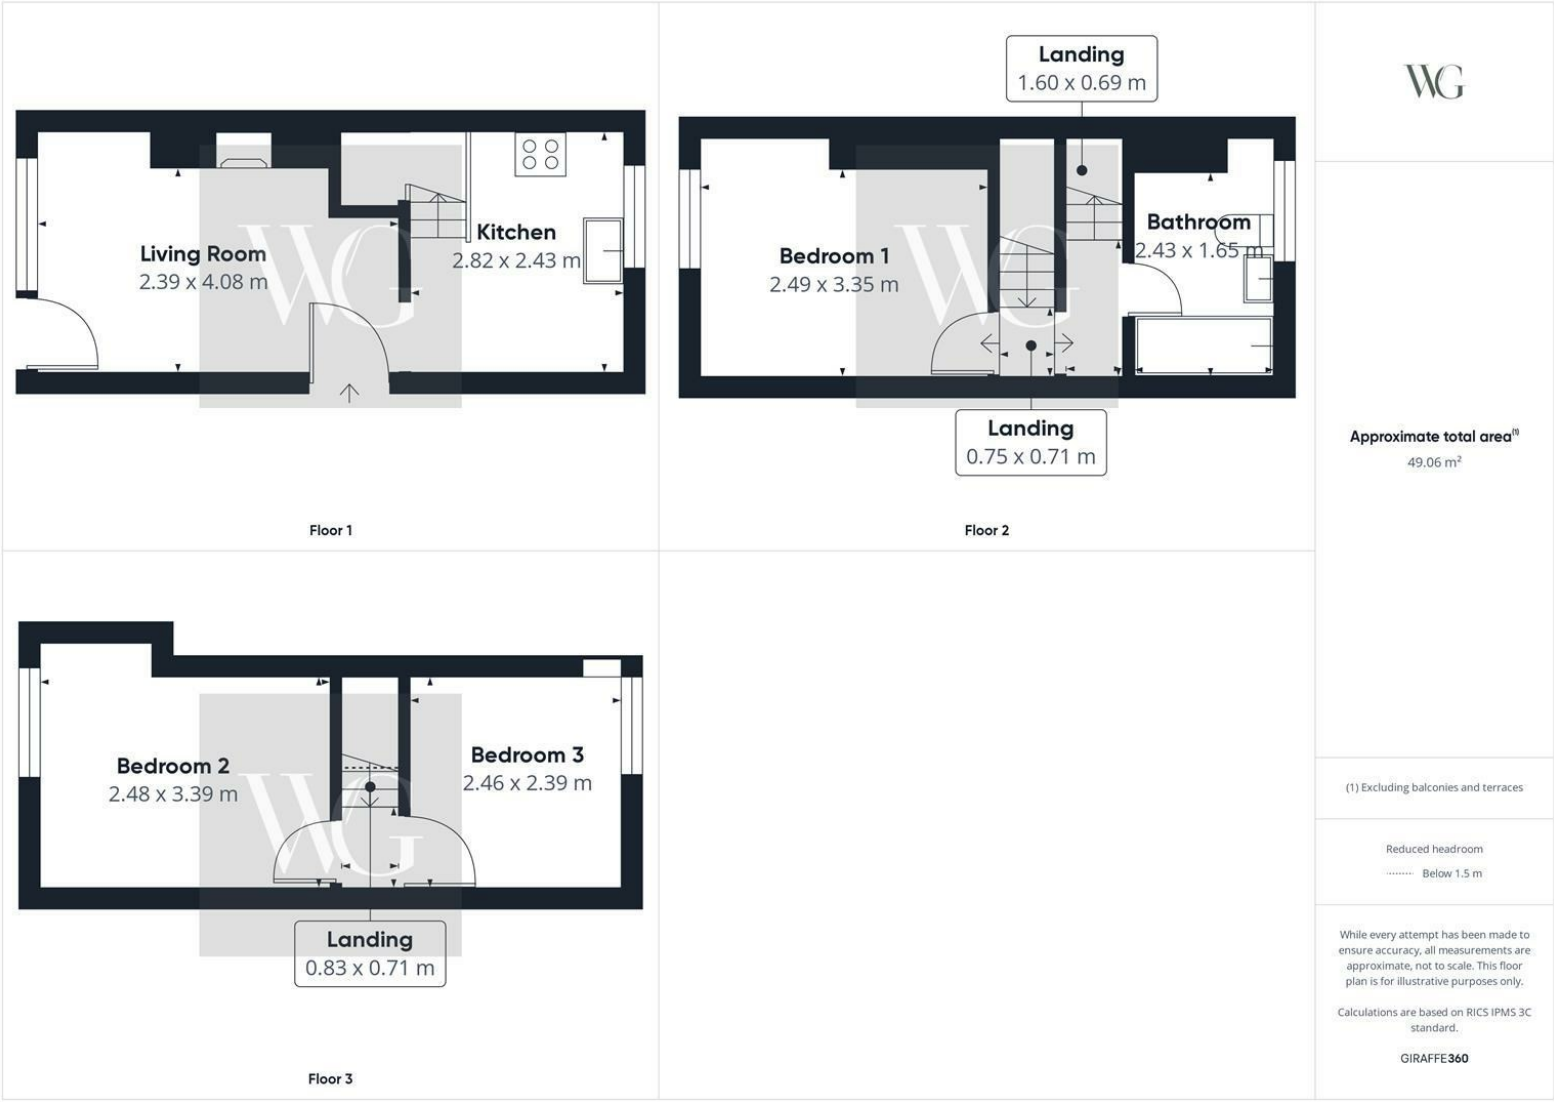 Living Room
2.39 x 4.08 m
Kitchen
2.82 x 2.43 m
WG
Floor 1
Landing
1.60 x 0.69 m
Bedroom 1
2.49 x 3.35 m
Bathroom
2.43 x 1.65 m
WG
Landing
0.75 x 0.71 m
Floor 2
Bedroom 2
2.48 x 3.39 m
Bedroom 3
2.46 x 2.39 m
WG
Landing
0.83 x 0.71 m
Floor 3
WG
Approximate total area(1)
49.06 m²
(1) Excluding balconies and terraces
Reduced headroom
Below 1.5 m
While every attempt has been made to
ensure accuracy, all measurements are
approximate, not to scale. This floor
plan is for illustrative purposes only.
Calculations are based on RICS IPMS 3C
standard.
GIRAFFE360